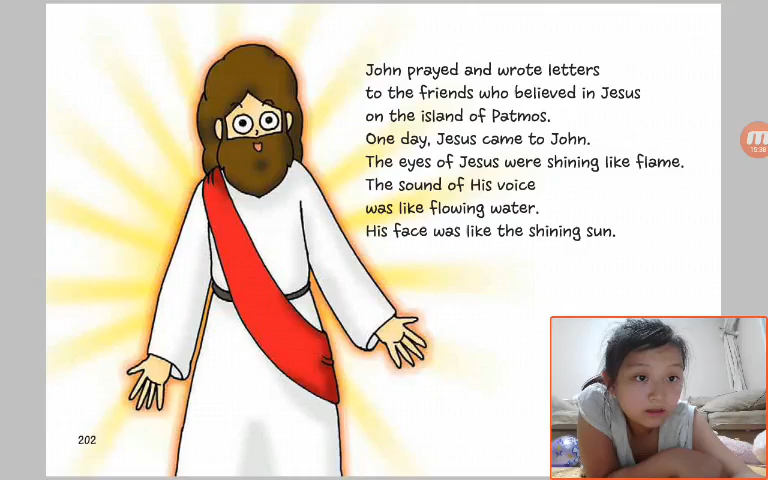 John prayed and wrote letters
to the friends who believed in Jesus
on the island of Patmos.
One day, Jesus came to John.
The eyes of Jesus were shining like flame.
The sound of His voice
was like flowing water.
His face was like the shining sun.
202
15:38